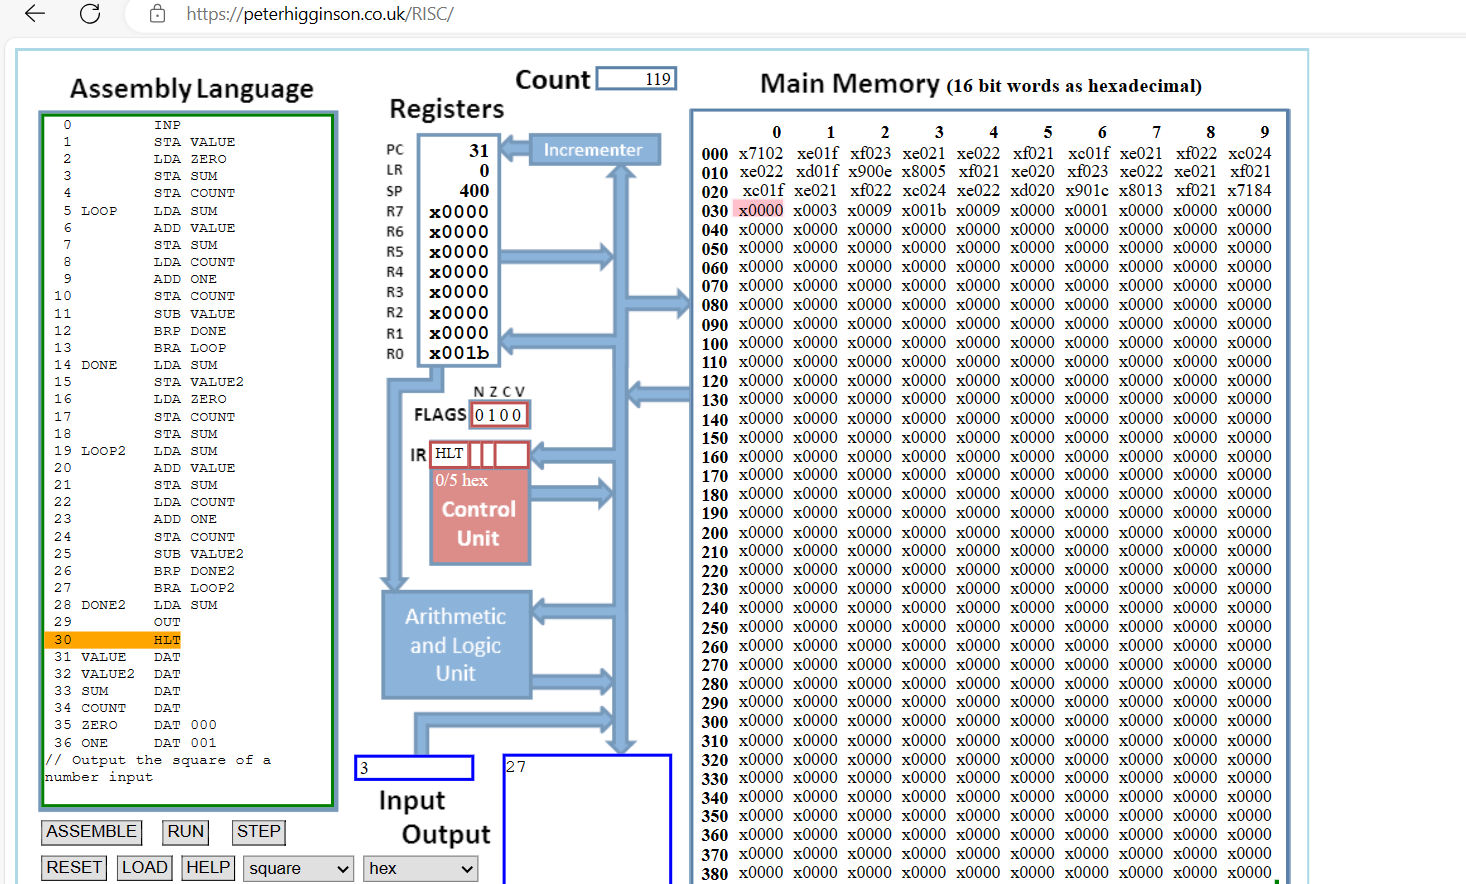 https://peterhigginson.co.uk/RISC/
Assembly Language
0 INP
1 STA VALUE
2 LDA ZERO
3 STA SUM
4 STA COUNT
5 LOOP LDA SUM
6 ADD VALUE
7 STA SUM
8 LDA COUNT
9 ADD ONE
10 STA COUNT
11 SUB VALUE
12 BRP DONE
13 BRA LOOP
14 DONE LDA SUM
15 STA VALUE2
16 LDA ZERO
17 STA COUNT
18 STA SUM
19 LOOP2 LDA SUM
20 ADD VALUE
21 STA SUM
22 LDA COUNT
23 ADD ONE
24 STA COUNT
25 SUB VALUE2
26 BRP DONE2
27 BRA LOOP2
28 DONE2 LDA SUM
29 OUT
30 HLT
31 VALUE DAT
32 VALUE2 DAT
33 SUM DAT
34 COUNT DAT
35 ZERO DAT 000
36 ONE DAT 001
// Output the square of a
number input
ASSEMBLE RUN STEP
RESET LOAD HELP square hex
Count 119
Registers
PC 31
LR 0
SP 400
R7 x0000
R6 x0000
R5 x0000
R4 x0000
R3 x0000
R2 x0000
R1 x0000
R0 x001b
Incrementer
N Z C V
FLAGS 0100
IR HLT
0/5 hex
Control
Unit
Arithmetic
and Logic
Unit
3
Input
Output
27
Main Memory (16 bit words as hexadecimal)
0 1 2 3 4 5 6 7 8 9
000 x7102 xe01f xf023 xe021 xe022 xf021 xc01f xe021 xf022 xc024
010 xe022 xd01f x900e x8005 xf021 xe020 xf023 xe022 xe021 xf021
020 xc01f xe021 xf022 xc024 xe022 xd020 x901c x8013 xf021 x7184
030 x0000 x0003 x0009 x001b x0009 x0000 x0001 x0000 x0000 x0000
040 x0000 x0000 x0000 x0000 x0000 x0000 x0000 x0000 x0000 x0000
050 x0000 x0000 x0000 x0000 x0000 x0000 x0000 x0000 x0000 x0000
060 x0000 x0000 x0000 x0000 x0000 x0000 x0000 x0000 x0000 x0000
070 x0000 x0000 x0000 x0000 x0000 x0000 x0000 x0000 x0000 x0000
080 x0000 x0000 x0000 x0000 x0000 x0000 x0000 x0000 x0000 x0000
090 x0000 x0000 x0000 x0000 x0000 x0000 x0000 x0000 x0000 x0000
100 x0000 x0000 x0000 x0000 x0000 x0000 x0000 x0000 x0000 x0000
110 x0000 x0000 x0000 x0000 x0000 x0000 x0000 x0000 x0000 x0000
120 x0000 x0000 x0000 x0000 x0000 x0000 x0000 x0000 x0000 x0000
130 x0000 x0000 x0000 x0000 x0000 x0000 x0000 x0000 x0000 x0000
140 x0000 x0000 x0000 x0000 x0000 x0000 x0000 x0000 x0000 x0000
150 x0000 x0000 x0000 x0000 x0000 x0000 x0000 x0000 x0000 x0000
160 x0000 x0000 x0000 x0000 x0000 x0000 x0000 x0000 x0000 x0000
170 x0000 x0000 x0000 x0000 x0000 x0000 x0000 x0000 x0000 x0000
180 x0000 x0000 x0000 x0000 x0000 x0000 x0000 x0000 x0000 x0000
190 x0000 x0000 x0000 x0000 x0000 x0000 x0000 x0000 x0000 x0000
200 x0000 x0000 x0000 x0000 x0000 x0000 x0000 x0000 x0000 x0000
210 x0000 x0000 x0000 x0000 x0000 x0000 x0000 x0000 x0000 x0000
220 x0000 x0000 x0000 x0000 x0000 x0000 x0000 x0000 x0000 x0000
230 x0000 x0000 x0000 x0000 x0000 x0000 x0000 x0000 x0000 x0000
240 x0000 x0000 x0000 x0000 x0000 x0000 x0000 x0000 x0000 x0000
250 x0000 x0000 x0000 x0000 x0000 x0000 x0000 x0000 x0000 x0000
260 x0000 x0000 x0000 x0000 x0000 x0000 x0000 x0000 x0000 x0000
270 x0000 x0000 x0000 x0000 x0000 x0000 x0000 x0000 x0000 x0000
280 x0000 x0000 x0000 x0000 x0000 x0000 x0000 x0000 x0000 x0000
290 x0000 x0000 x0000 x0000 x0000 x0000 x0000 x0000 x0000 x0000
300 x0000 x0000 x0000 x0000 x0000 x0000 x0000 x0000 x0000 x0000
310 x0000 x0000 x0000 x0000 x0000 x0000 x0000 x0000 x0000 x0000
320 x0000 x0000 x0000 x0000 x0000 x0000 x0000 x0000 x0000 x0000
330 x0000 x0000 x0000 x0000 x0000 x0000 x0000 x0000 x0000 x0000
340 x0000 x0000 x0000 x0000 x0000 x0000 x0000 x0000 x0000 x0000
350 x0000 x0000 x0000 x0000 x0000 x0000 x0000 x0000 x0000 x0000
360 x0000 x0000 x0000 x0000 x0000 x0000 x0000 x0000 x0000 x0000
370 x0000 x0000 x0000 x0000 x0000 x0000 x0000 x0000 x0000 x0000
380 x0000 x0000 x0000 x0000 x0000 x0000 x0000 x0000 x0000 x0000